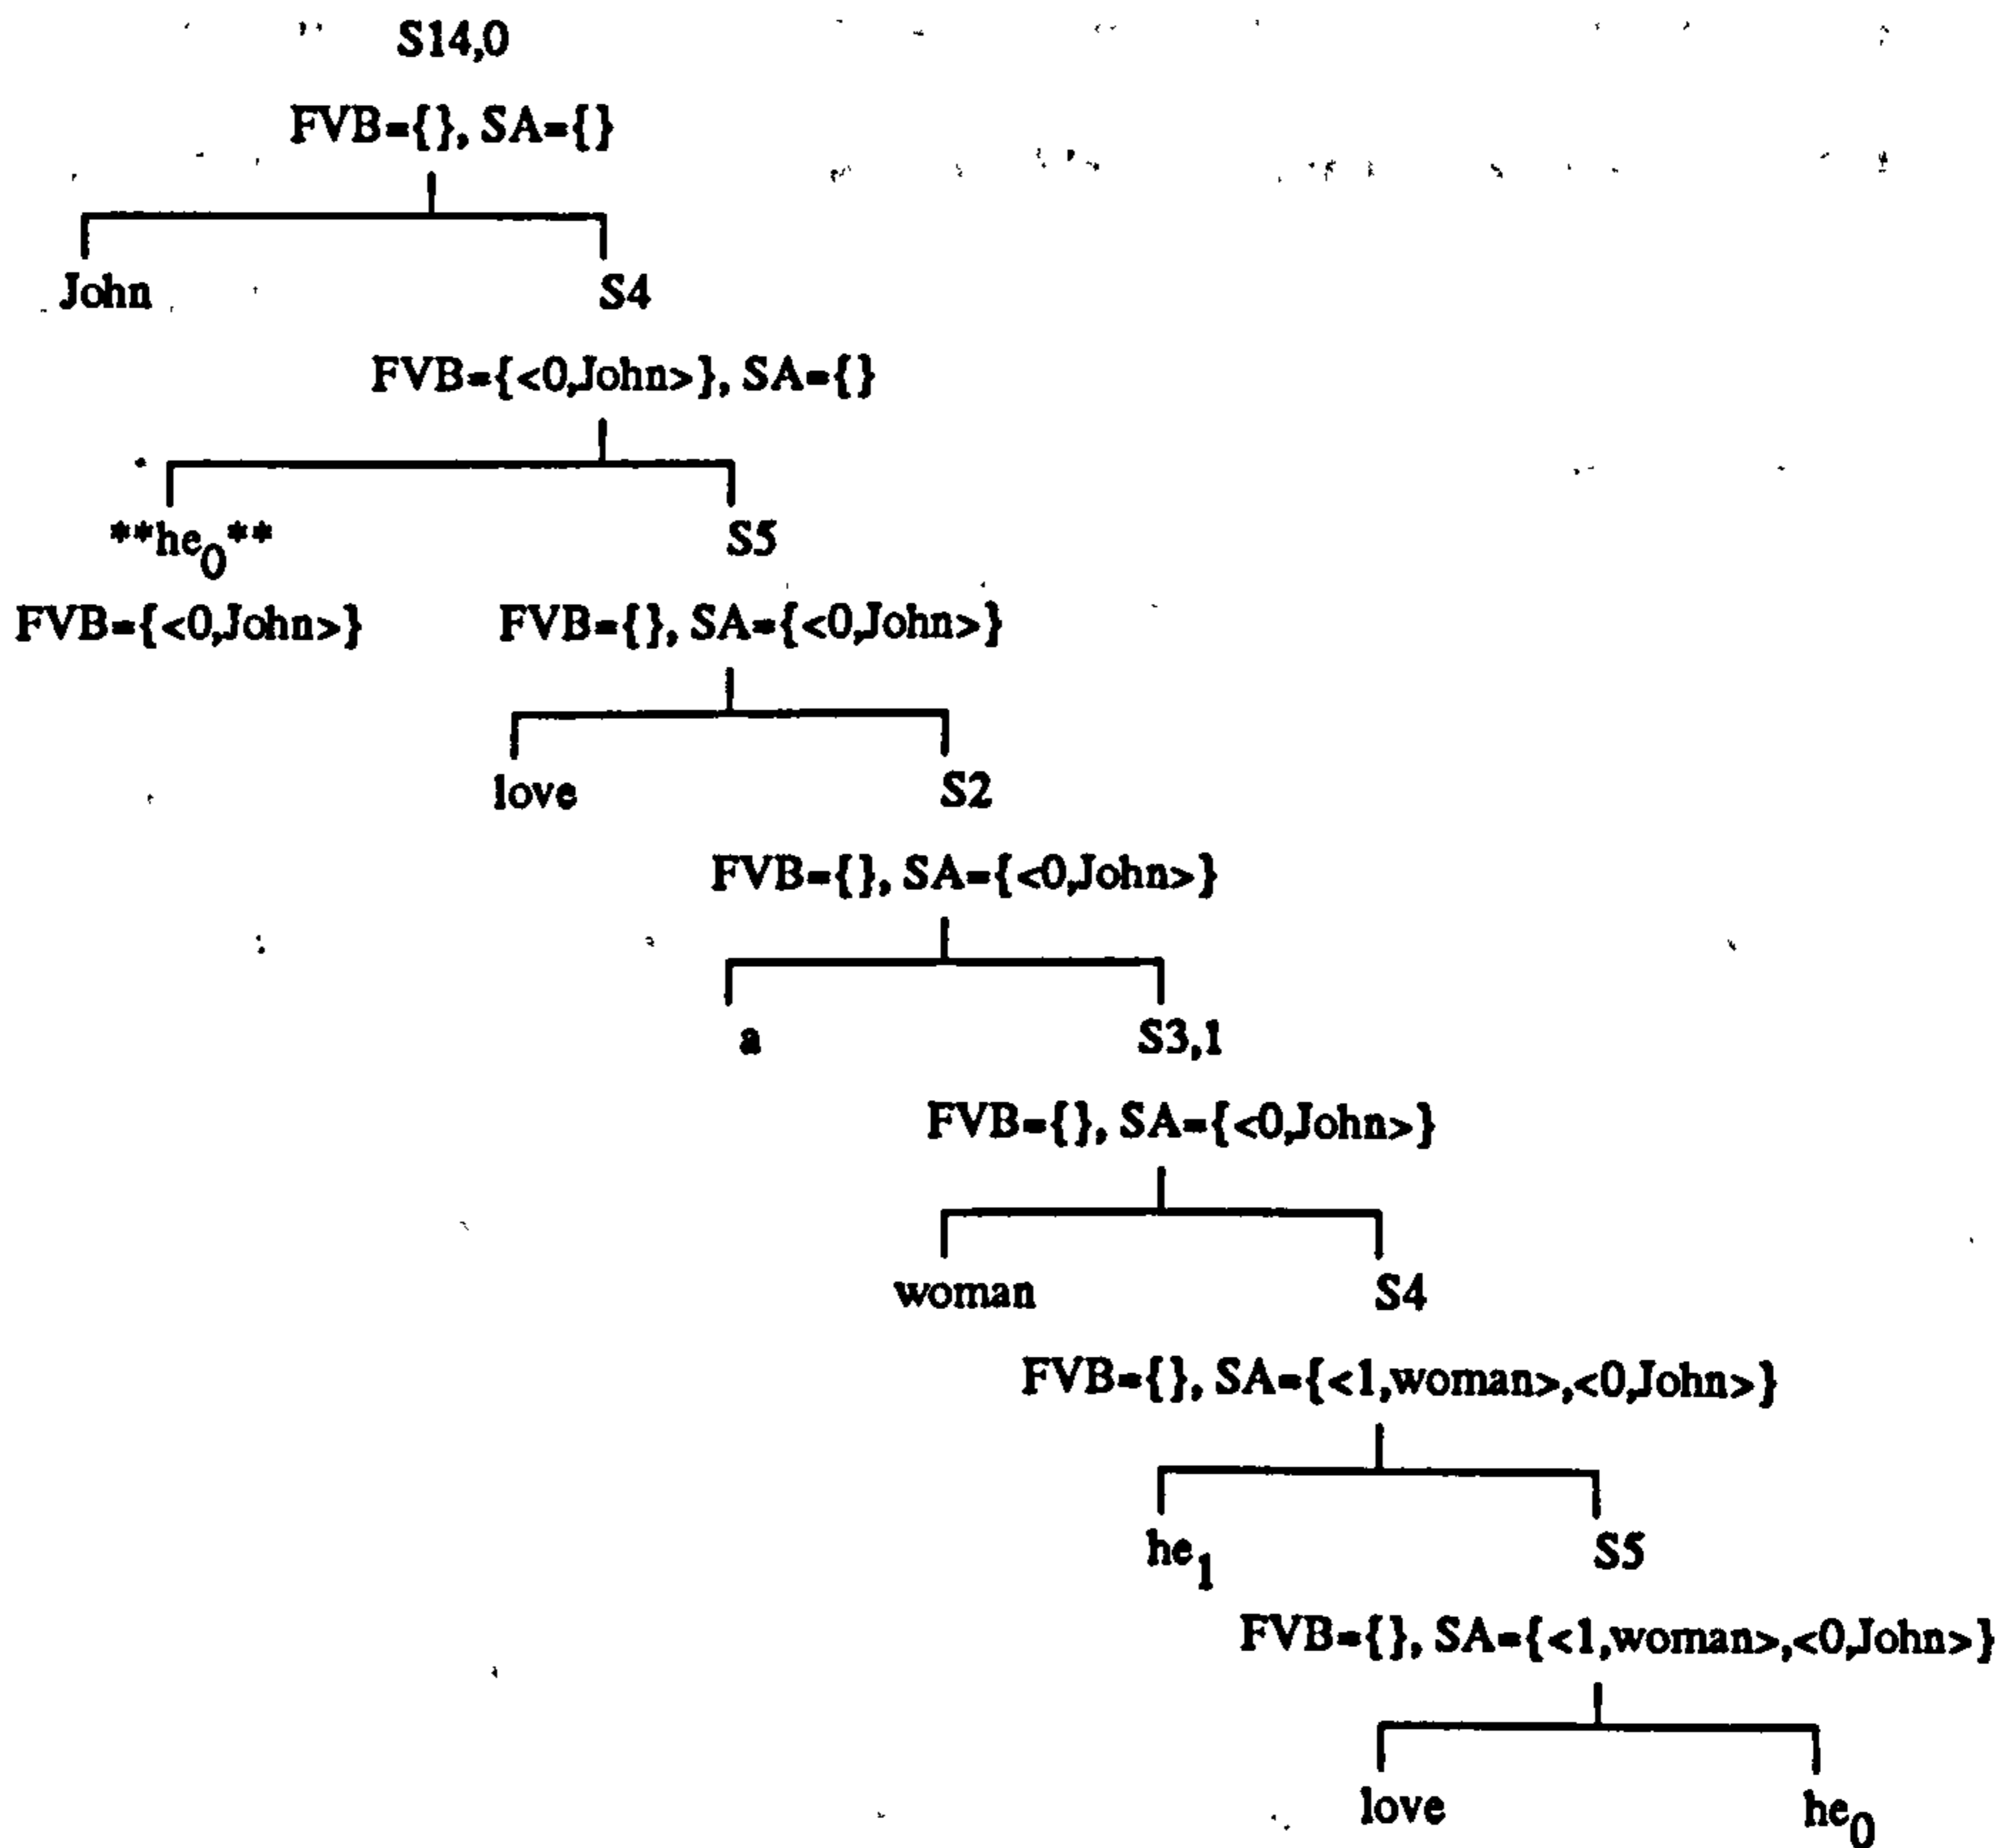 S14,0
FVB={}, SA={}
John S4
FVB={<0,John>}, SA={}
**he0** S5
FVB={<0,John>} FVB={}, SA={<0,John>}
love S2
FVB={}, SA={<0,John>}
a S3,1
FVB={}, SA={<0,John>}
woman S4
FVB={}, SA={<1,woman>,<0,John>}
he1 S5
FVB={}, SA={<1,woman>,<0,John>}
love he0